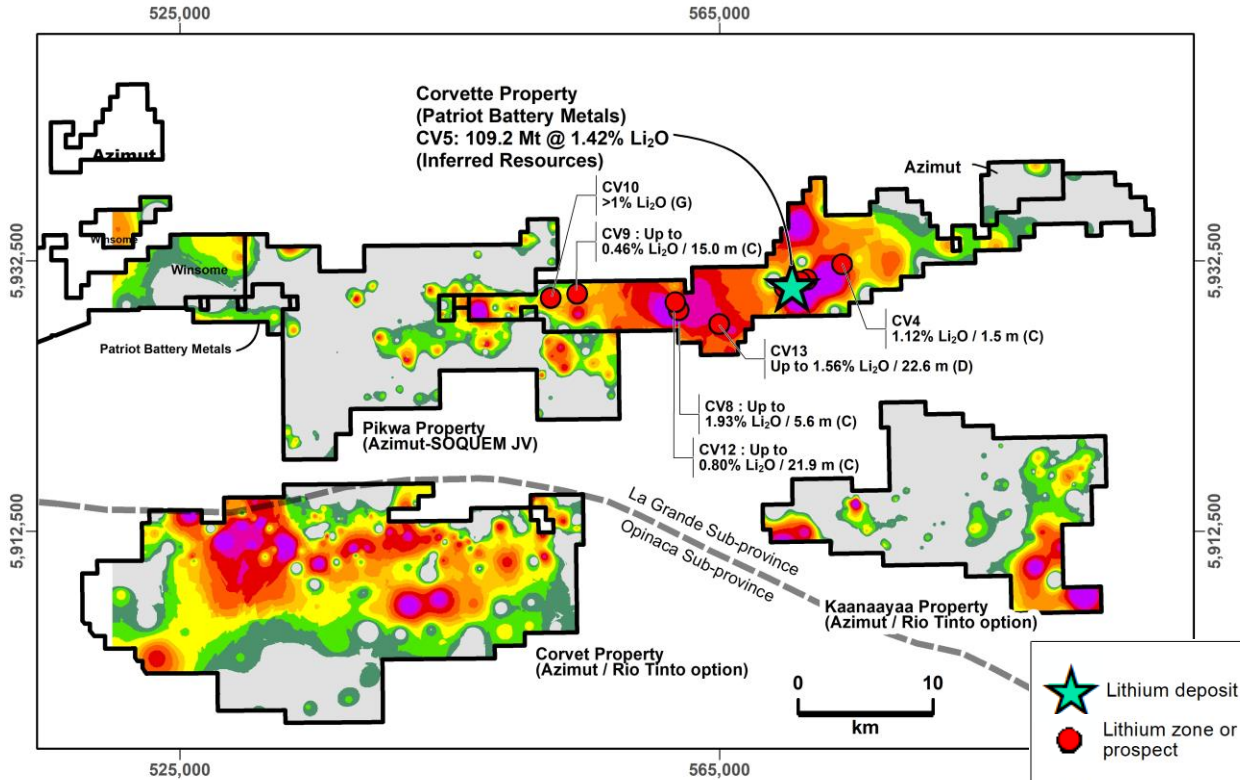 525,000
565,000
Corvette Property
(Patriot Battery Metals)
CV5: 109.2 Mt @ 1.42% Li₂O
(Inferred Resources)
Azimut
Azimut
CV10
>1% Li₂O (G)
CV9 : Up to
0.46% Li₂O / 15.0 m (C)
Winsome
Winsome
5,932,500
5,932,500
Patriot Battery Metals
CV4
1.12% Li₂O / 1.5 m (C)
CV13
Up to 1.56% Li₂O / 22.6 m (D)
CV8 : Up to
1.93% Li₂O / 5.6 m (C)
Pikwa Property
(Azimut-SOQUEM JV)
CV12 : Up to
0.80% Li₂O / 21.9 m (C)
La Grande Sub-province
Opinaca Sub-province
5,912,500
5,912,500
Kaanaayaa Property
(Azimut / Rio Tinto option)
Corvet Property
(Azimut / Rio Tinto option)
0
10
km
Lithium deposit
Lithium zone or
prospect
525,000
565,000